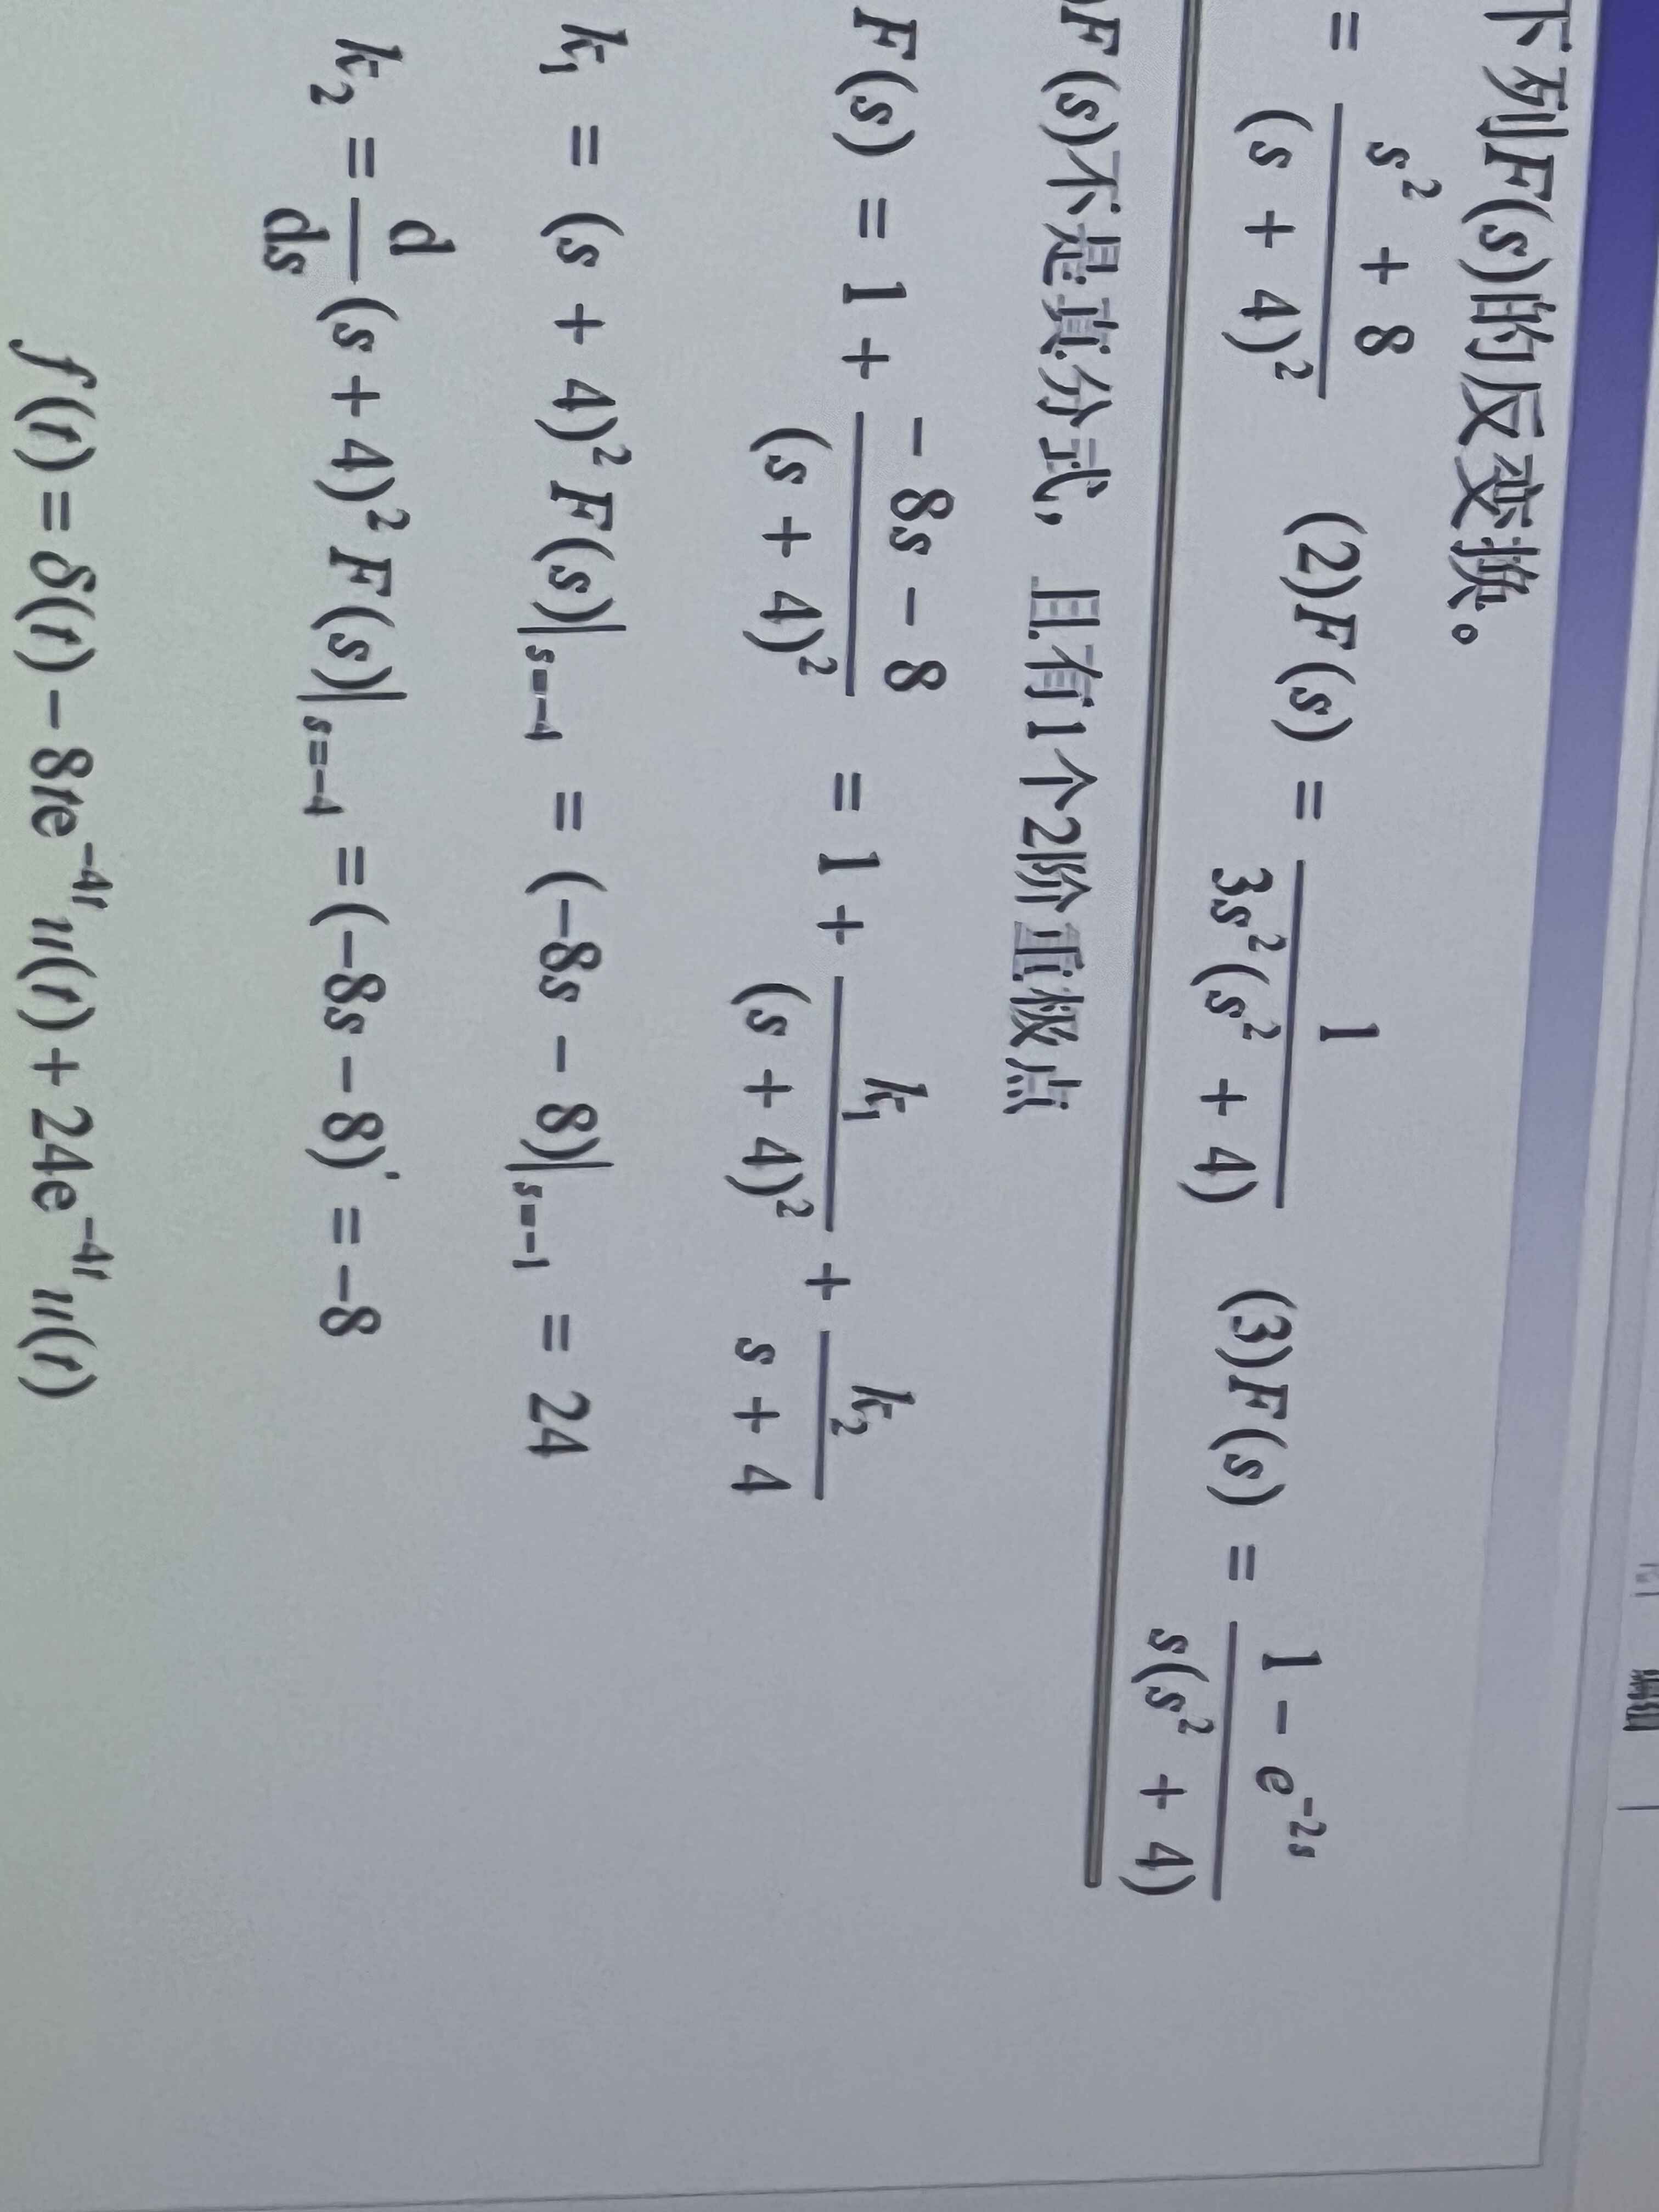 下列F(s)的反变换。
= \frac{s^2 + 8}{(s + 4)^2} (2)F(s) = \frac{1}{3s^2(s^2 + 4)} (3)F(s) = \frac{1 - e^{-2s}}{s(s^2 + 4)}
)F(s)不是真分式，且有1个2阶重极点
F(s) = 1 + \frac{-8s - 8}{(s + 4)^2} = 1 + \frac{k_1}{(s + 4)^2} + \frac{k_2}{s + 4}
k_1 = (s + 4)^2 F(s)|_{s=-4} = (-8s - 8)|_{s=-1} = 24
k_2 = \frac{d}{ds}(s + 4)^2 F(s)|_{s=-4} = (-8s - 8)' = -8
f(t) = δ(t) - 8te^{-4t}u(t) + 24e^{-4t}u(t)